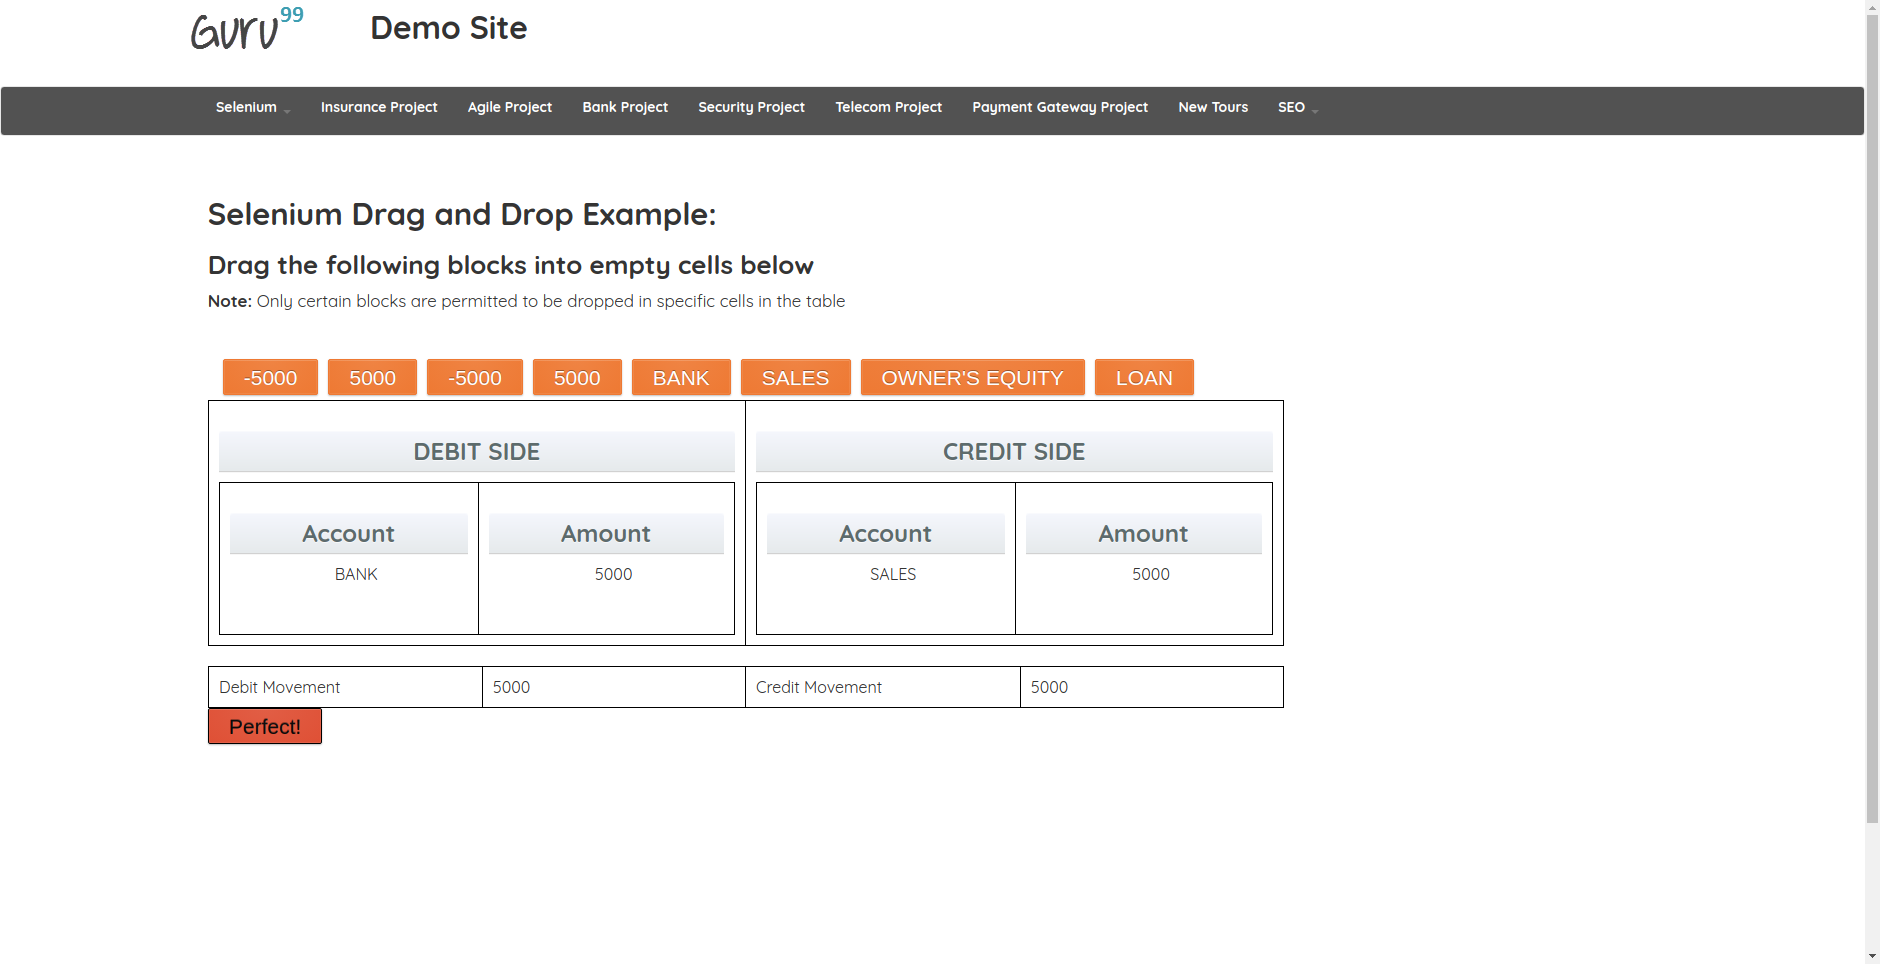 Guru99 Demo Site
Selenium Insurance Project Agile Project Bank Project Security Project Telecom Project Payment Gateway Project New Tours SEO
Selenium Drag and Drop Example:
Drag the following blocks into empty cells below
Note: Only certain blocks are permitted to be dropped in specific cells in the table
-5000 5000 -5000 5000 BANK SALES OWNER'S EQUITY LOAN
DEBIT SIDE CREDIT SIDE
Account Amount Account Amount
BANK 5000 SALES 5000
Debit Movement 5000 Credit Movement 5000
Perfect!